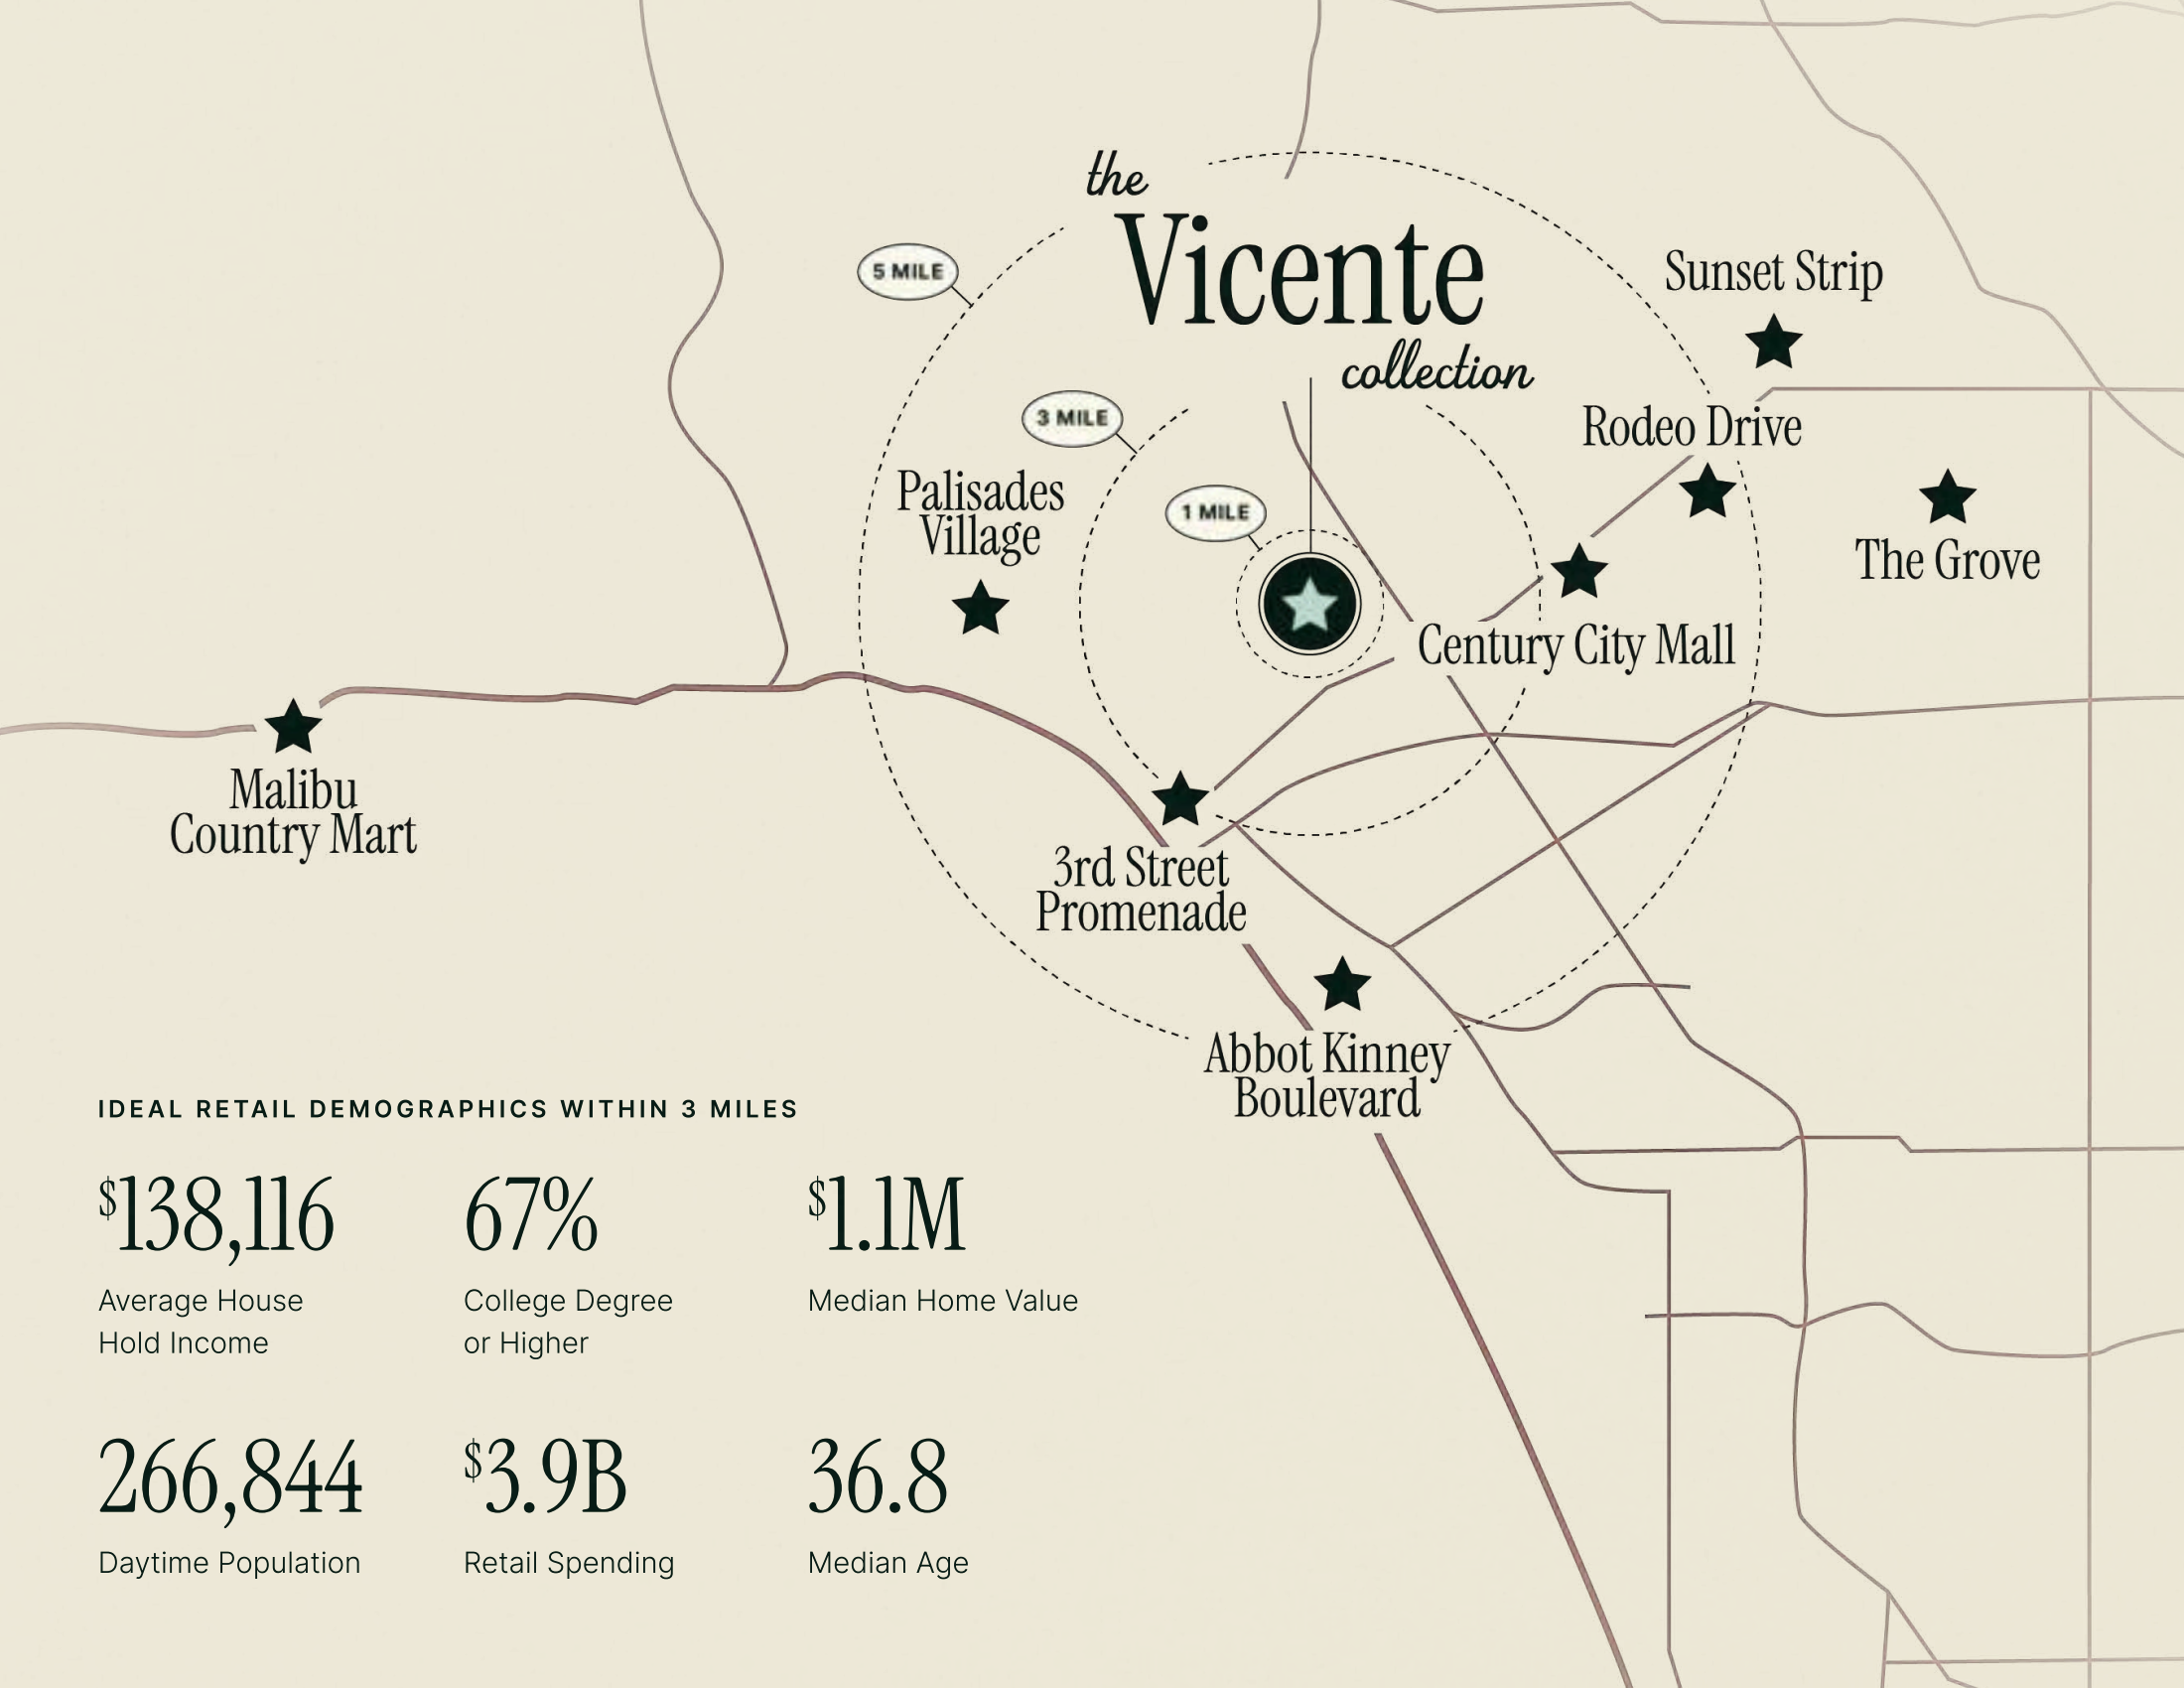 the
Vicente
collection
5 MILE
3 MILE
1 MILE
Sunset Strip
Rodeo Drive
Palisades
Village
The Grove
Century City Mall
Malibu
Country Mart
3rd Street
Promenade
Abbot Kinney
Boulevard
IDEAL RETAIL DEMOGRAPHICS WITHIN 3 MILES
$138,116
Average House
Hold Income
67%
College Degree
or Higher
$1.1M
Median Home Value
266,844
Daytime Population
$3.9B
Retail Spending
36.8
Median Age